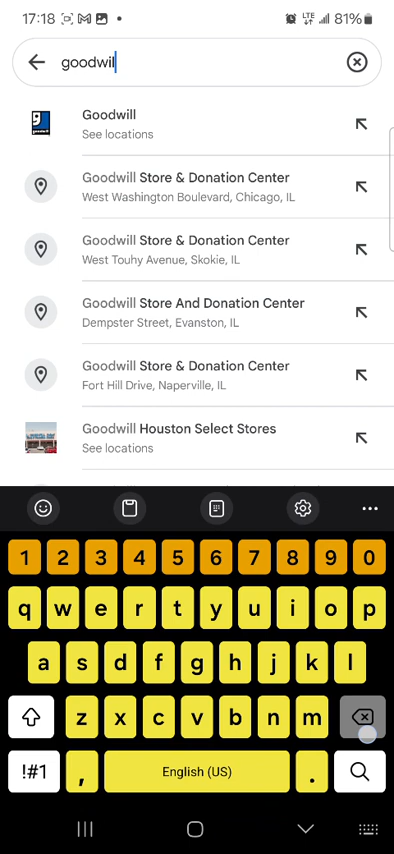 17:18 LTE 81%
goodwil
Goodwill
See locations
Goodwill Store & Donation Center
West Washington Boulevard, Chicago, IL
Goodwill Store & Donation Center
West Touhy Avenue, Skokie, IL
Goodwill Store And Donation Center
Dempster Street, Evanston, IL
Goodwill Store & Donation Center
Fort Hill Drive, Naperville, IL
Goodwill Houston Select Stores
See locations
1 2 3 4 5 6 7 8 9 0
q w e r t y u i o p
a s d f g h j k l
z x c v b n m
!#1 , English (US) .